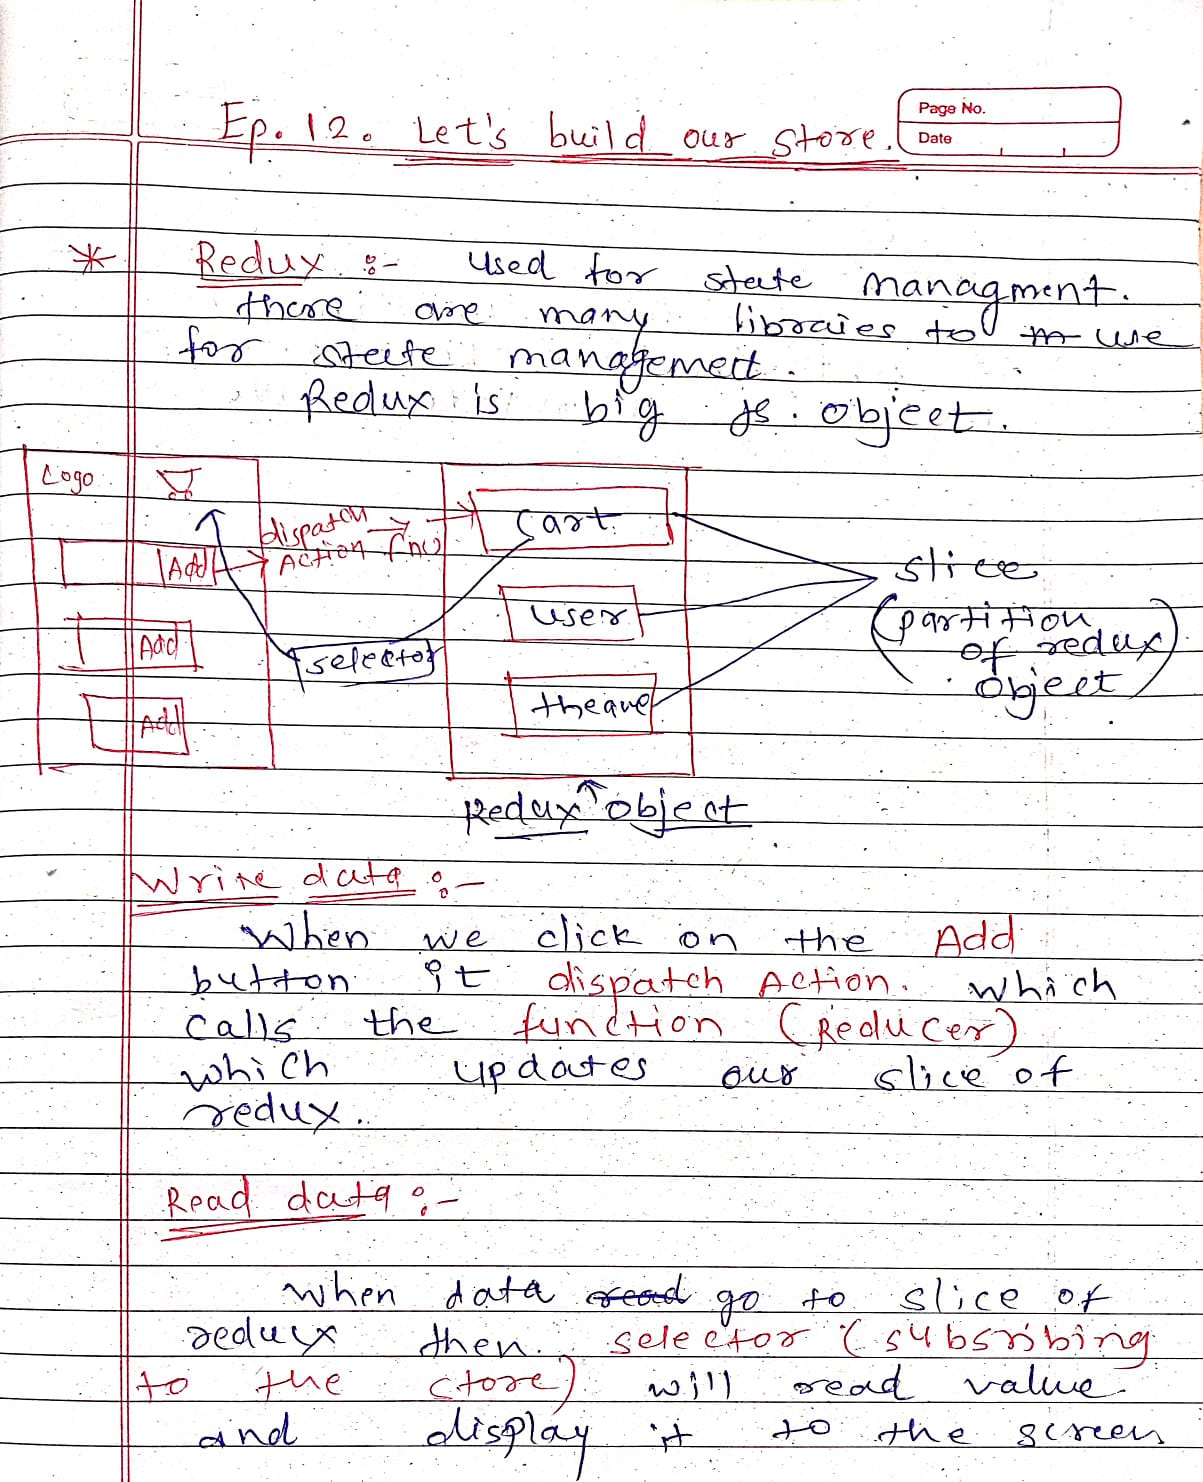 Page No.
Date
Ep. 12. Let's build our store.
* Redux :- Used for state managment.
there are many libraries to m use
for state management.
Redux is big JS object.
Logo
dispatch
Action fn()
Add
Add
Add
selector
Cart
User
theme
slice
(partition
of redux
object)
Redux object
Write data :-
When we click on the Add
button it dispatch Action. which
calls the function (Reducer)
which updates our slice of
redux.
Read data :-
when data read go to slice of
redux then. selector (subsribing
to the store) will read value
and display it to the screen